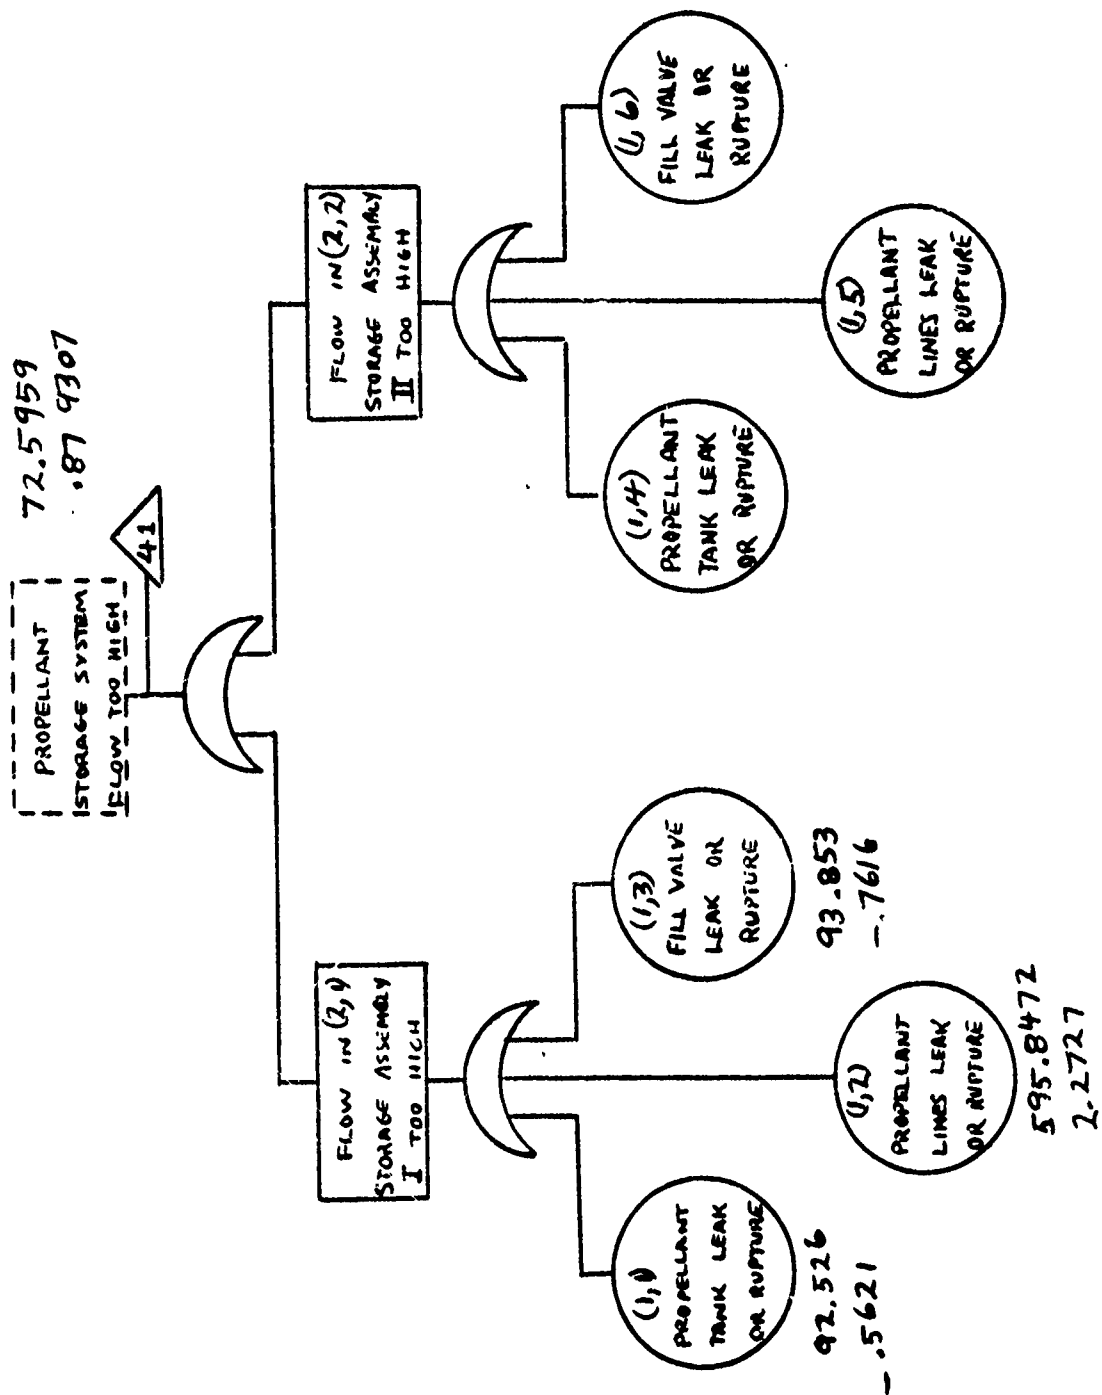 72.5959
.87 9307
PROPELLANT
STORAGE SYSTEM
FLOW TOO HIGH
41
FLOW IN (2,1)
STORAGE ASSEMBLY
I TOO HIGH
FLOW IN (2,2)
STORAGE ASSEMBLY
II TOO HIGH
(1,1)
PROPELLANT
TANK LEAK
OR RUPTURE
92.526
-.5621
(1,2)
PROPELLANT
LINES LEAK
OR RUPTURE
595.8472
2.2727
(1,3)
FILL VALVE
LEAK OR
RUPTURE
93.853
-.7616
(1,4)
PROPELLANT
TANK LEAK
OR RUPTURE
(1,5)
PROPELLANT
LINES LEAK
OR RUPTURE
(1,6)
FILL VALVE
LEAK OR
RUPTURE